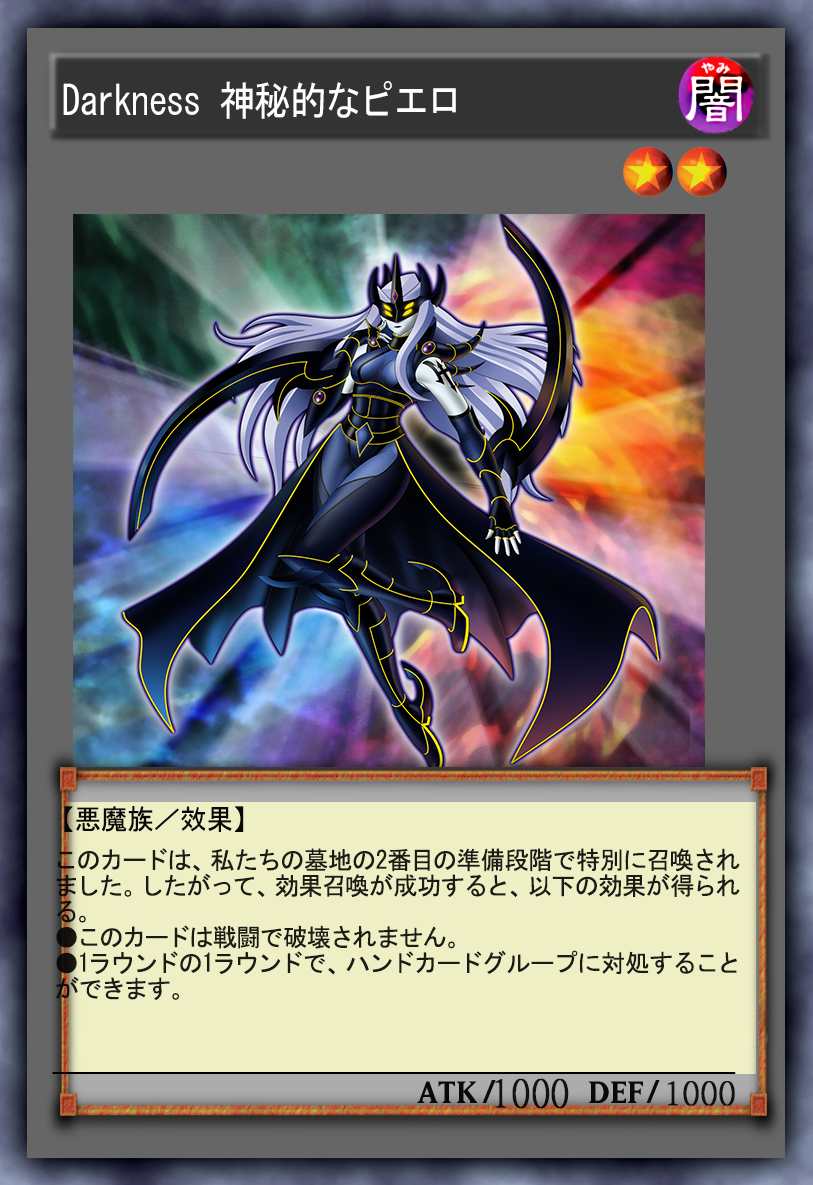 Darkness 神秘的なピエロ
やみ
闇
【悪魔族／効果】
このカードは、私たちの墓地の2番目の準備段階で特別に召喚され
ました。したがって、効果召喚が成功すると、以下の効果が得られ
る。
●このカードは戦闘で破壊されません。
●1ラウンドの1ラウンドで、ハンドカードグループに対処すること
ができます。
ATK/1000 DEF/1000